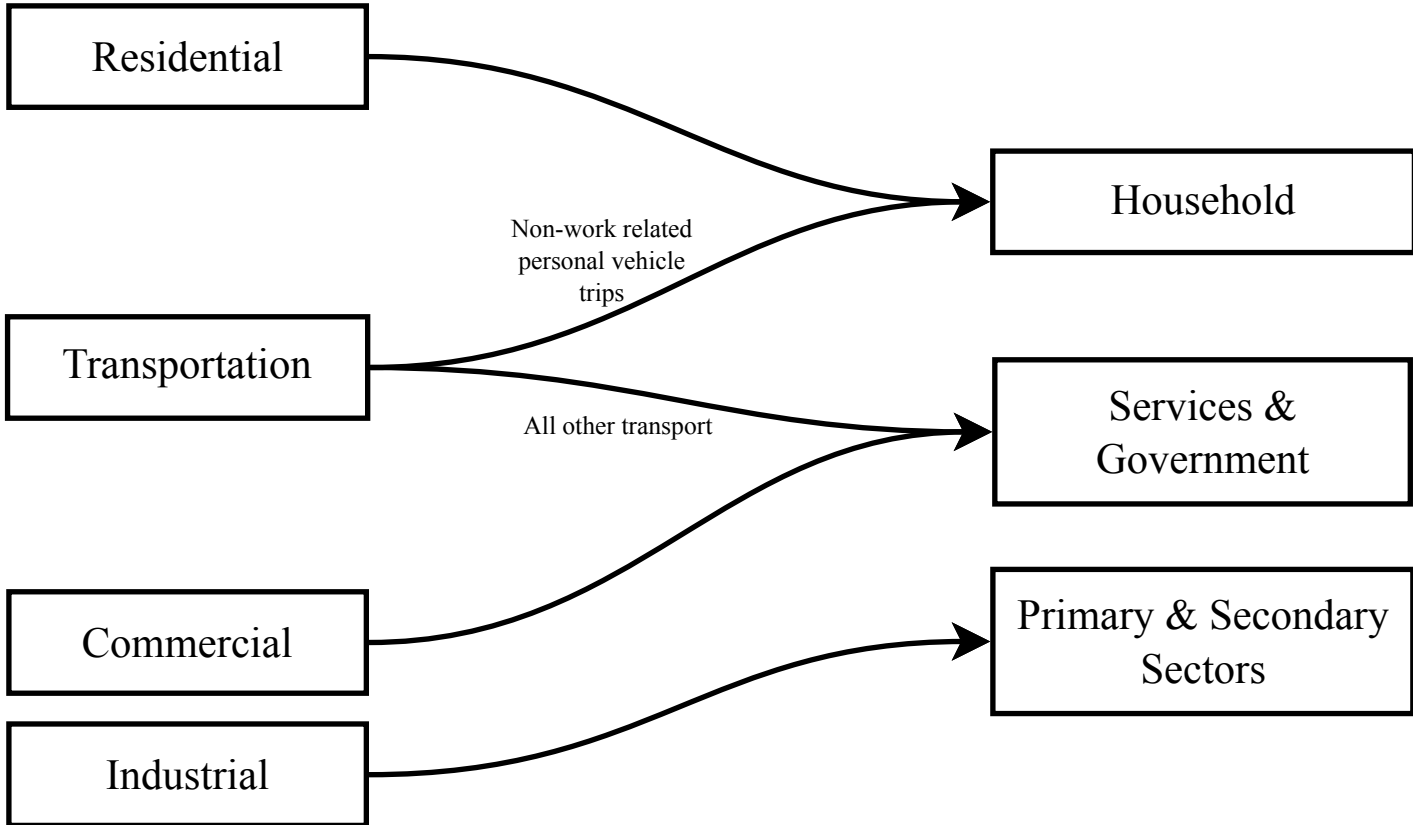 Residential
Household
Non-work related
personal vehicle
trips
Transportation
All other transport
Services &
Government
Commercial
Primary & Secondary
Sectors
Industrial